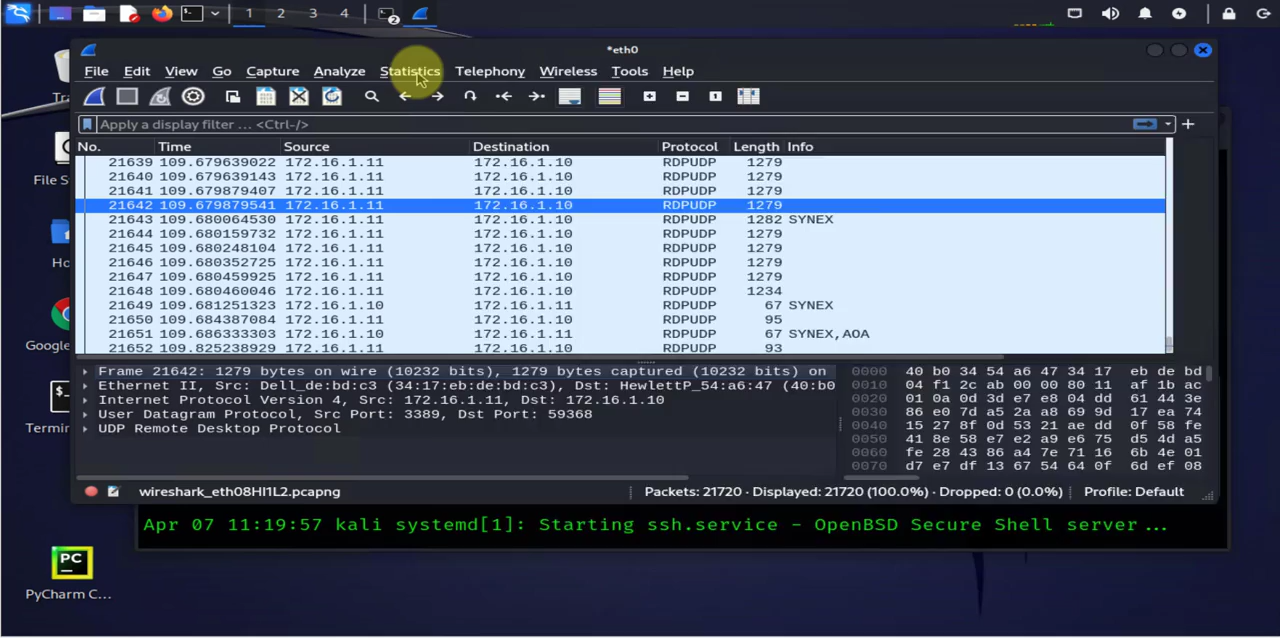 1 2 3 4 2
*eth0
File Edit View Go Capture Analyze Statistics Telephony Wireless Tools Help
Apply a display filter ... <Ctrl-/>
No. Time Source Destination Protocol Length Info
21639 109.679639022 172.16.1.11 172.16.1.10 RDPUDP 1279
21640 109.679639143 172.16.1.11 172.16.1.10 RDPUDP 1279
21641 109.679879407 172.16.1.11 172.16.1.10 RDPUDP 1279
21642 109.679879541 172.16.1.11 172.16.1.10 RDPUDP 1279
21643 109.680064530 172.16.1.11 172.16.1.10 RDPUDP 1282 SYNEX
21644 109.680159732 172.16.1.11 172.16.1.10 RDPUDP 1279
21645 109.680248104 172.16.1.11 172.16.1.10 RDPUDP 1279
21646 109.680352725 172.16.1.11 172.16.1.10 RDPUDP 1279
21647 109.680459925 172.16.1.11 172.16.1.10 RDPUDP 1279
21648 109.680460046 172.16.1.11 172.16.1.10 RDPUDP 1234
21649 109.681251323 172.16.1.10 172.16.1.11 RDPUDP 67 SYNEX
21650 109.684387084 172.16.1.11 172.16.1.10 RDPUDP 95
21651 109.686333303 172.16.1.10 172.16.1.11 RDPUDP 67 SYNEX,AOA
21652 109.825238929 172.16.1.11 172.16.1.10 RDPUDP 93
Frame 21642: 1279 bytes on wire (10232 bits), 1279 bytes captured (10232 bits) on
Ethernet II, Src: Dell_de:bd:c3 (34:17:eb:de:bd:c3), Dst: HewlettP_54:a6:47 (40:b0
Internet Protocol Version 4, Src: 172.16.1.11, Dst: 172.16.1.10
User Datagram Protocol, Src Port: 3389, Dst Port: 59368
UDP Remote Desktop Protocol
0000 40 b0 34 54 a6 47 34 17 eb de bd
0010 04 f1 2c ab 00 00 80 11 af 1b ac
0020 01 0a 0d 3d e7 e8 04 dd 61 44 3e
0030 86 e0 7d a5 2a a8 69 9d 17 ea 74
0040 15 27 8f 0d 53 21 ae dd 0f 58 fe
0050 41 8e 58 e7 e2 a9 e6 75 d5 4d a5
0060 fe 28 43 86 a4 7e 71 16 6b 4e 01
0070 d7 e7 df 13 67 54 64 0f 6d ef 08
wireshark_eth08HI1L2.pcapng
Packets: 21720 · Displayed: 21720 (100.0%) · Dropped: 0 (0.0%)
Profile: Default
Apr 07 11:19:57 kali systemd[1]: Starting ssh.service - OpenBSD Secure Shell server...
Tra
File S
Ho
Google
Termin
PC
PyCharm C...